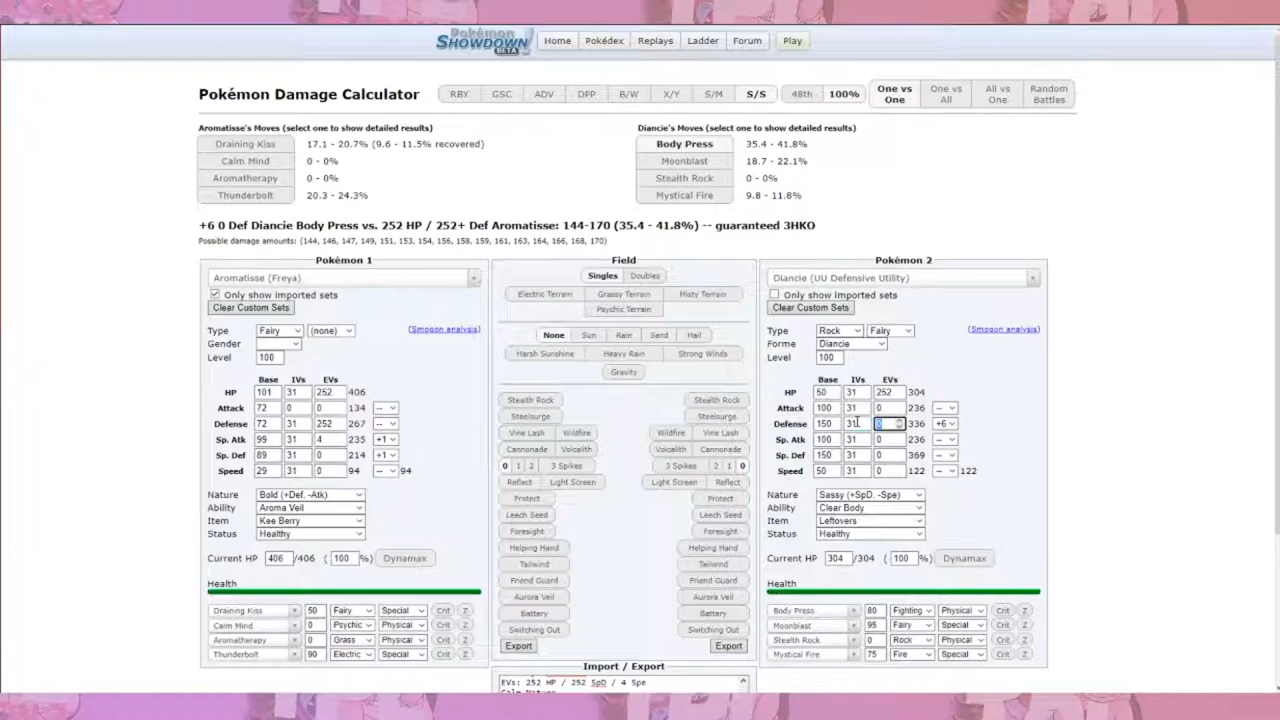 Pokémon
SHOWDOWN!
BETA
Home Pokédex Replays Ladder Forum Play
Pokémon Damage Calculator
RBY GSC ADV DPP B/W X/Y S/M S/S 48th 100%
One vs One
One vs All
All vs One
Random Battles
Aromatisse's Moves (select one to show detailed results)
Draining Kiss 17.1 - 20.7% (9.6 - 11.5% recovered)
Calm Mind 0 - 0%
Aromatherapy 0 - 0%
Thunderbolt 20.3 - 24.3%
Diancie's Moves (select one to show detailed results)
Body Press 35.4 - 41.8%
Moonblast 18.7 - 22.1%
Stealth Rock 0 - 0%
Mystical Fire 9.8 - 11.8%
+6 0 Def Diancie Body Press vs. 252 HP / 252+ Def Aromatisse: 144-170 (35.4 - 41.8%) -- guaranteed 3HKO
Possible damage amounts: (144, 146, 147, 149, 151, 153, 154, 156, 158, 159, 161, 163, 164, 166, 168, 170)
Pokémon 1
Aromatisse (Freya)
Only show imported sets
Clear Custom Sets
Type Fairy (none) (Smogon analysis)
Gender
Level 100
Base IVs EVs
HP 101 31 252 406
Attack 72 0 0 134 --
Defense 72 31 252 267 --
Sp. Atk 99 31 4 235 +1
Sp. Def 89 31 0 214 +1
Speed 29 31 0 94 -- 94
Nature Bold (+Def, -Atk)
Ability Aroma Veil
Item Kee Berry
Status Healthy
Current HP 406 /406 ( 100 %) Dynamax
Health
Draining Kiss 50 Fairy Special Crit Z
Calm Mind 0 Psychic Physical Crit Z
Aromatherapy 0 Grass Physical Crit Z
Thunderbolt 90 Electric Special Crit Z
Field
Singles Doubles
Electric Terrain Grassy Terrain Misty Terrain
Psychic Terrain
None Sun Rain Sand Hail
Harsh Sunshine Heavy Rain Strong Winds
Gravity
Stealth Rock Stealth Rock
Steelsurge Steelsurge
Vine Lash Wildfire Wildfire Vine Lash
Cannonade Volcalith Volcalith Cannonade
0 1 2 3 Spikes 3 Spikes 2 1 0
Reflect Light Screen Light Screen Reflect
Protect Protect
Leech Seed Leech Seed
Foresight Foresight
Helping Hand Helping Hand
Tailwind Tailwind
Friend Guard Friend Guard
Aurora Veil Aurora Veil
Battery Battery
Switching Out Switching Out
Export Export
Import / Export
EVs: 252 HP / 252 SpD / 4 Spe
Calm Nature
Pokémon 2
Diancie (UU Defensive Utility)
Only show imported sets
Clear Custom Sets
Type Rock Fairy (Smogon analysis)
Forme Diancie
Level 100
Base IVs EVs
HP 50 31 252 304
Attack 100 31 0 236 --
Defense 150 31 0 336 +6
Sp. Atk 100 31 0 236 --
Sp. Def 150 31 0 369 --
Speed 50 31 0 122 -- 122
Nature Sassy (+SpD, -Spe)
Ability Clear Body
Item Leftovers
Status Healthy
Current HP 304 /304 ( 100 %) Dynamax
Health
Body Press 80 Fighting Physical Crit Z
Moonblast 95 Fairy Special Crit Z
Stealth Rock 0 Rock Physical Crit Z
Mystical Fire 75 Fire Special Crit Z